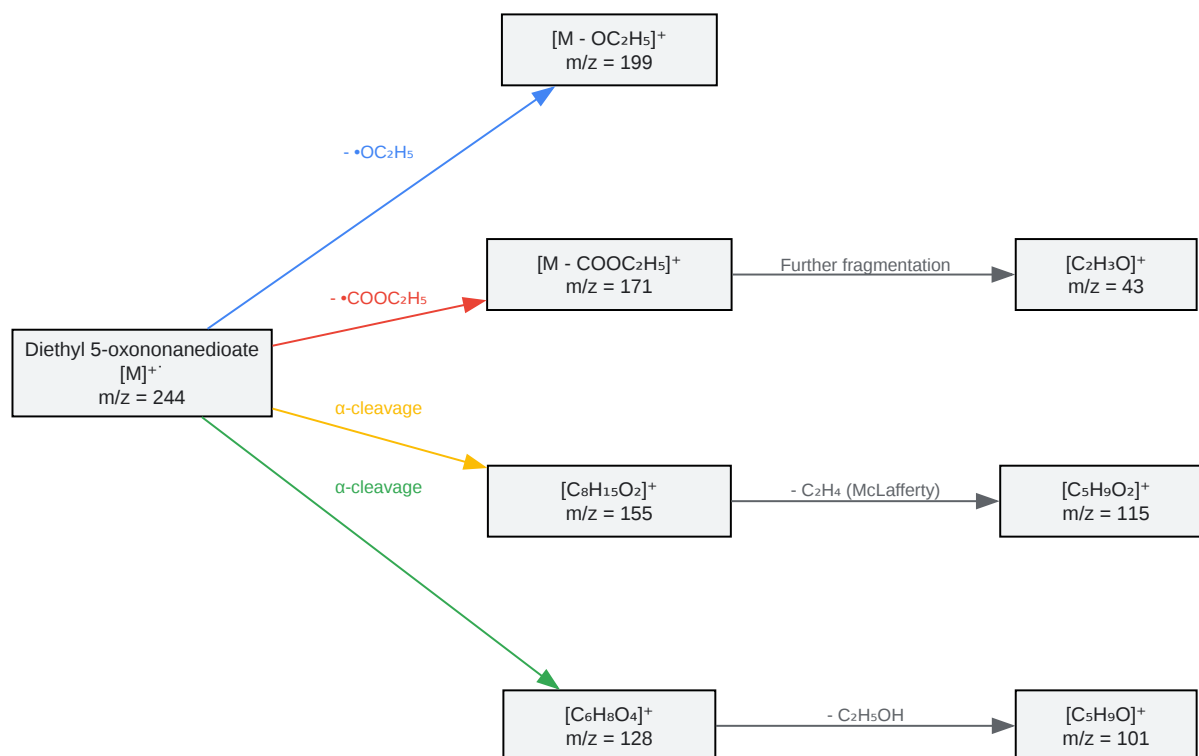 [M - OC₂H₅]⁺
m/z = 199
- •OC₂H₅
[M - COOC₂H₅]⁺
m/z = 171
Further fragmentation
[C₂H₃O]⁺
m/z = 43
- •COOC₂H₅
Diethyl 5-oxononanedioate
[M]⁺˙
m/z = 244
α-cleavage
α-cleavage
[C₈H₁₅O₂]⁺
m/z = 155
- C₂H₄ (McLafferty)
[C₅H₉O₂]⁺
m/z = 115
[C₆H₈O₄]⁺
m/z = 128
- C₂H₅OH
[C₅H₉O]⁺
m/z = 101